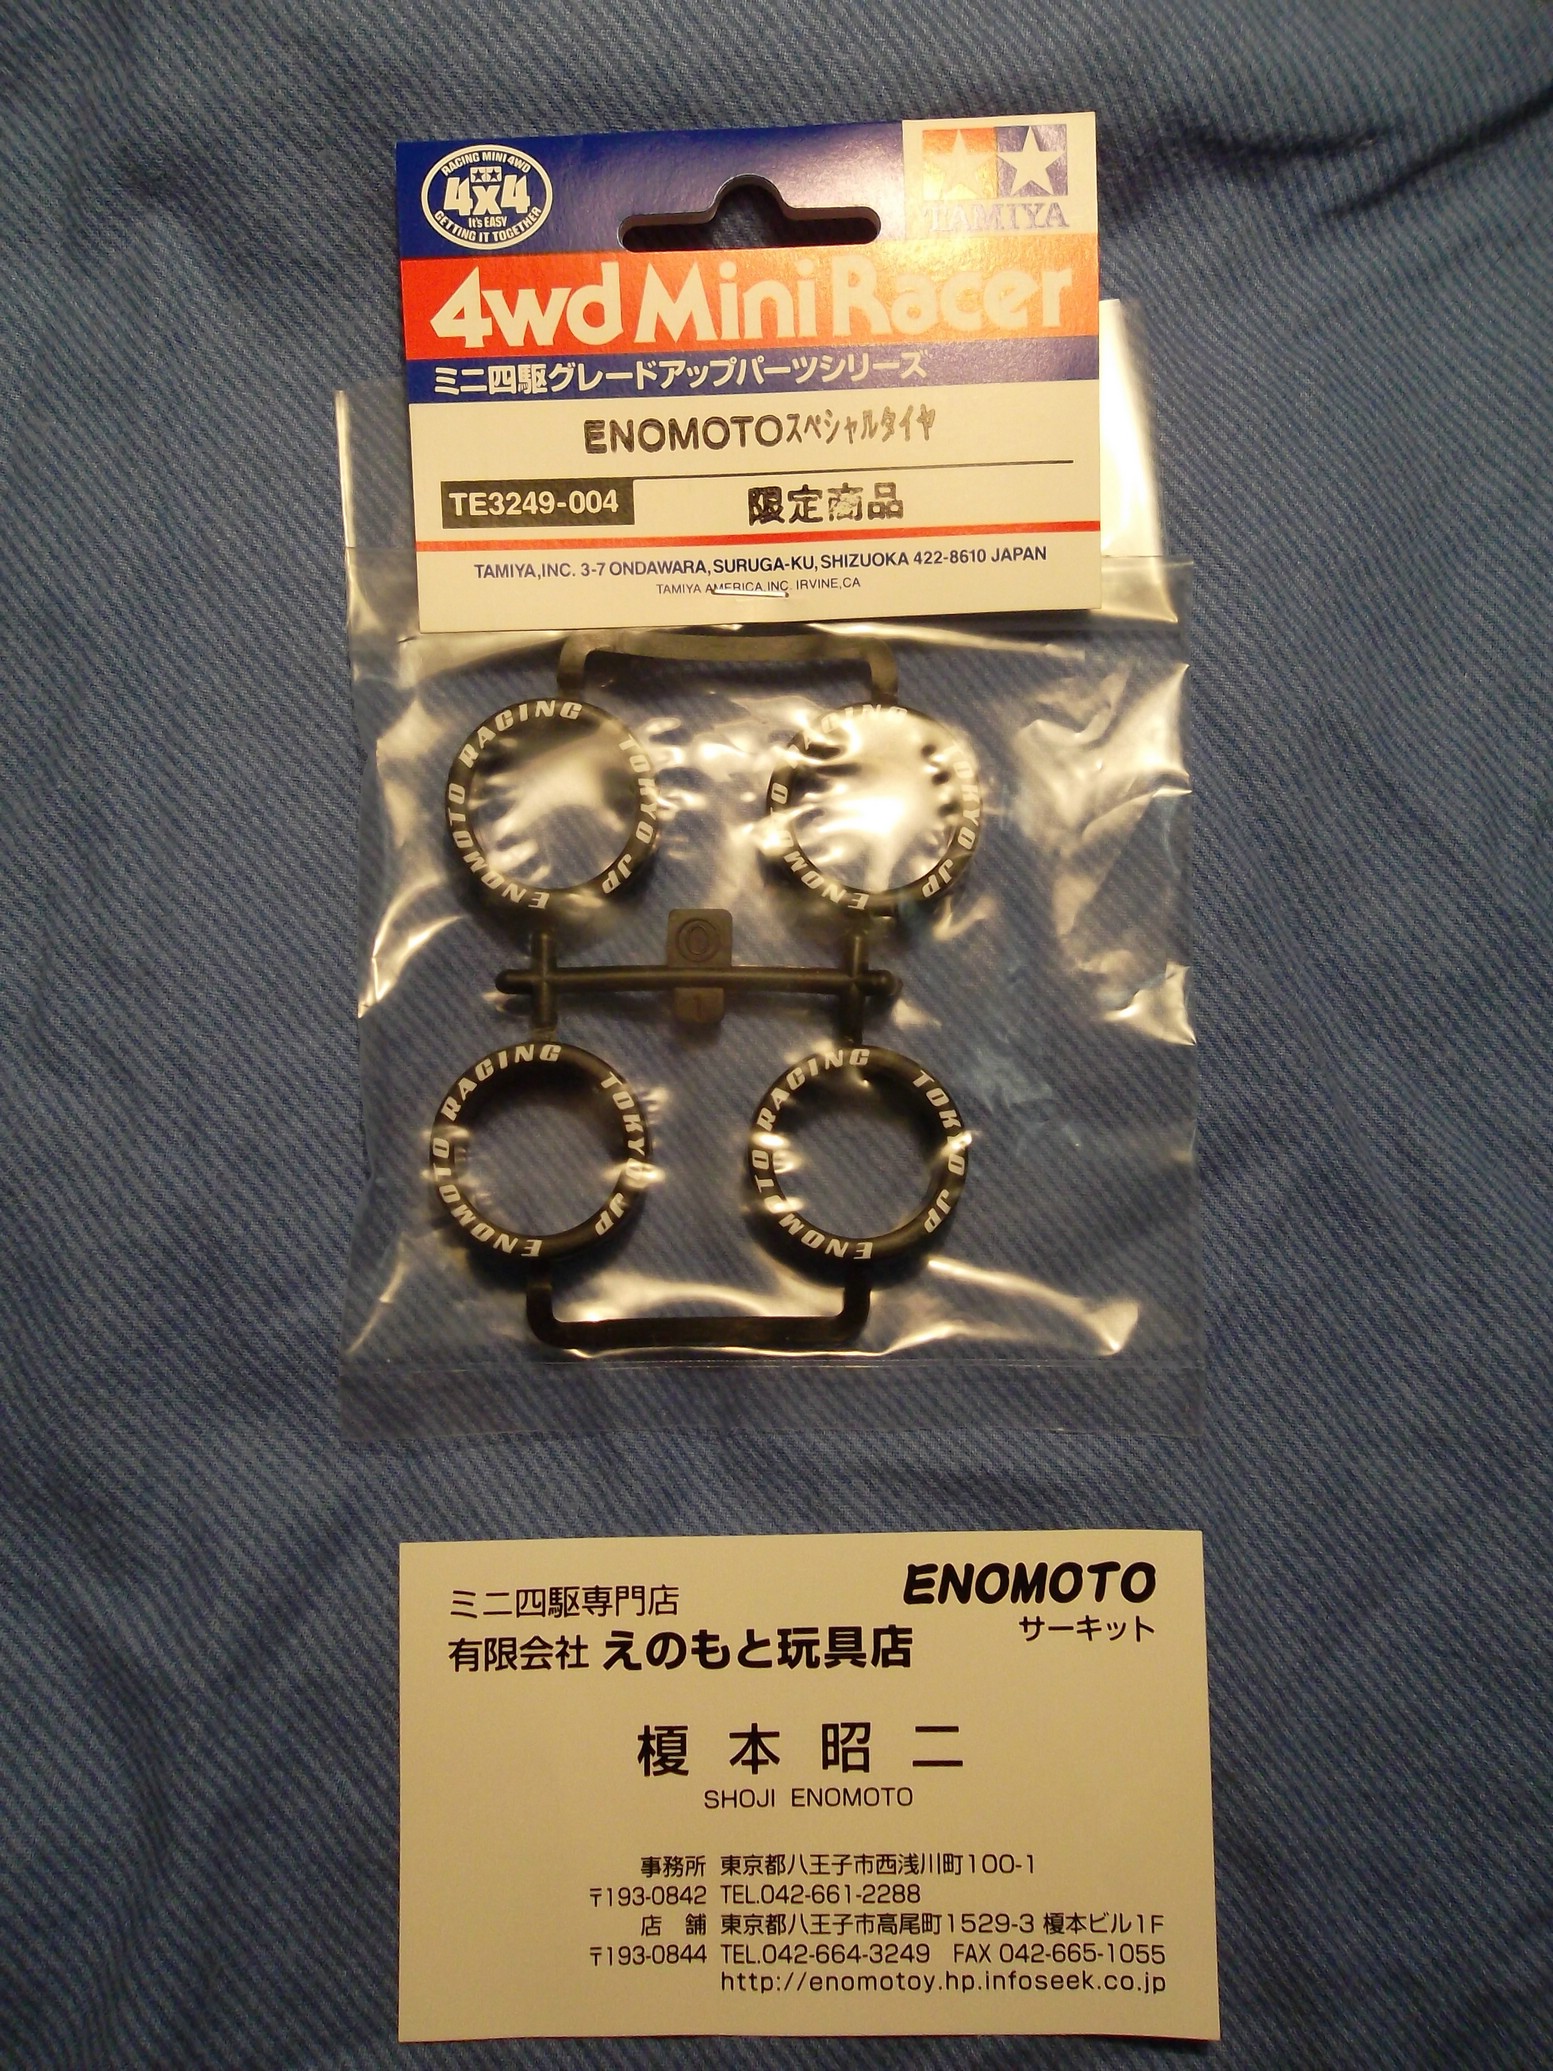 RACING MINI 4WD
4x4
It's EASY
GETTING IT TOGETHER
TAMIYA
4wd Mini Racer
ミニ四駆グレードアップパーツシリーズ
ENOMOTOスペシャルタイヤ
TE3249-004
限定商品
TAMIYA,INC. 3-7 ONDAWARA, SURUGA-KU, SHIZUOKA 422-8610 JAPAN
TAMIYA AMERICA,INC. IRVINE,CA
ENOMOTO RACING TOKYO JP
ENOMOTO RACING TOKYO JP
ENOMOTO RACING TOKYO JP
ENOMOTO RACING TOKYO JP
ミニ四駆専門店
有限会社 えのもと玩具店
ENOMOTO
サーキット
榎本昭二
SHOJI ENOMOTO
事務所 東京都八王子市西浅川町100-1
〒193-0842 TEL.042-661-2288
店 舗 東京都八王子市高尾町1529-3 榎本ビル1F
〒193-0844 TEL.042-664-3249 FAX 042-665-1055
http://enomotoy.hp.infoseek.co.jp